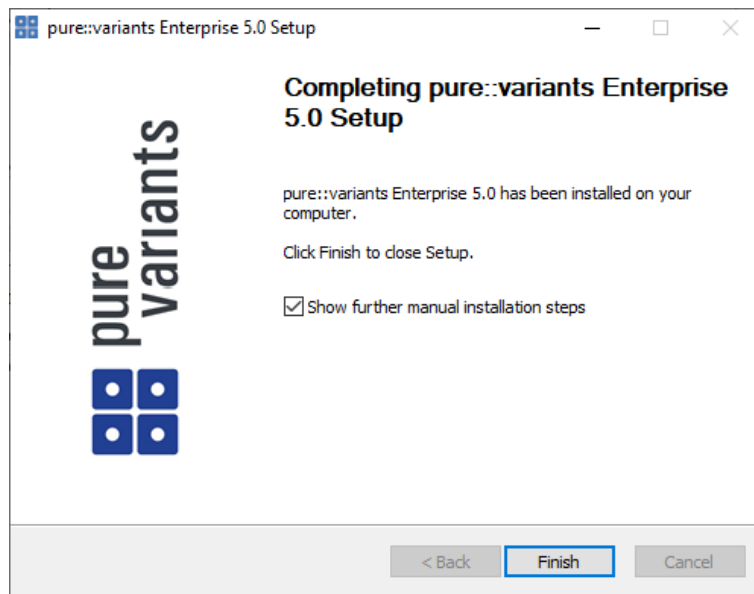 pure::variants Enterprise 5.0 Setup
Completing pure::variants Enterprise
5.0 Setup
pure::variants Enterprise 5.0 has been installed on your
computer.
Click Finish to close Setup.
Show further manual installation steps
pure
variants
< Back
Finish
Cancel